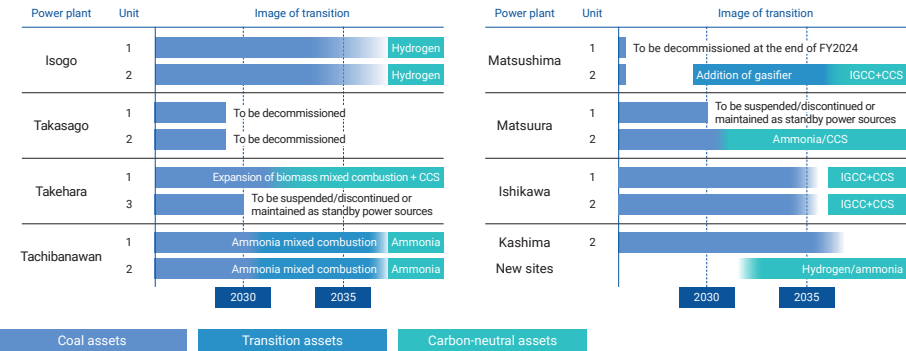 Power plant Unit Image of transition
Isogo
1 Hydrogen
2 Hydrogen
Takasago
1 To be decommissioned
2 To be decommissioned
Takehara
1 Expansion of biomass mixed combustion + CCS
3 To be suspended/discontinued or
maintained as standby power sources
Tachibanawan
1 Ammonia mixed combustion Ammonia
2 Ammonia mixed combustion Ammonia
2030 2035
Power plant Unit Image of transition
Matsushima
1 To be decommissioned at the end of FY2024
2 Addition of gasifier IGCC+CCS
Matsuura
1 To be suspended/discontinued or
maintained as standby power sources
2 Ammonia/CCS
Ishikawa
1 IGCC+CCS
2 IGCC+CCS
Kashima 2
New sites Hydrogen/ammonia
2030 2035
Coal assets Transition assets Carbon-neutral assets